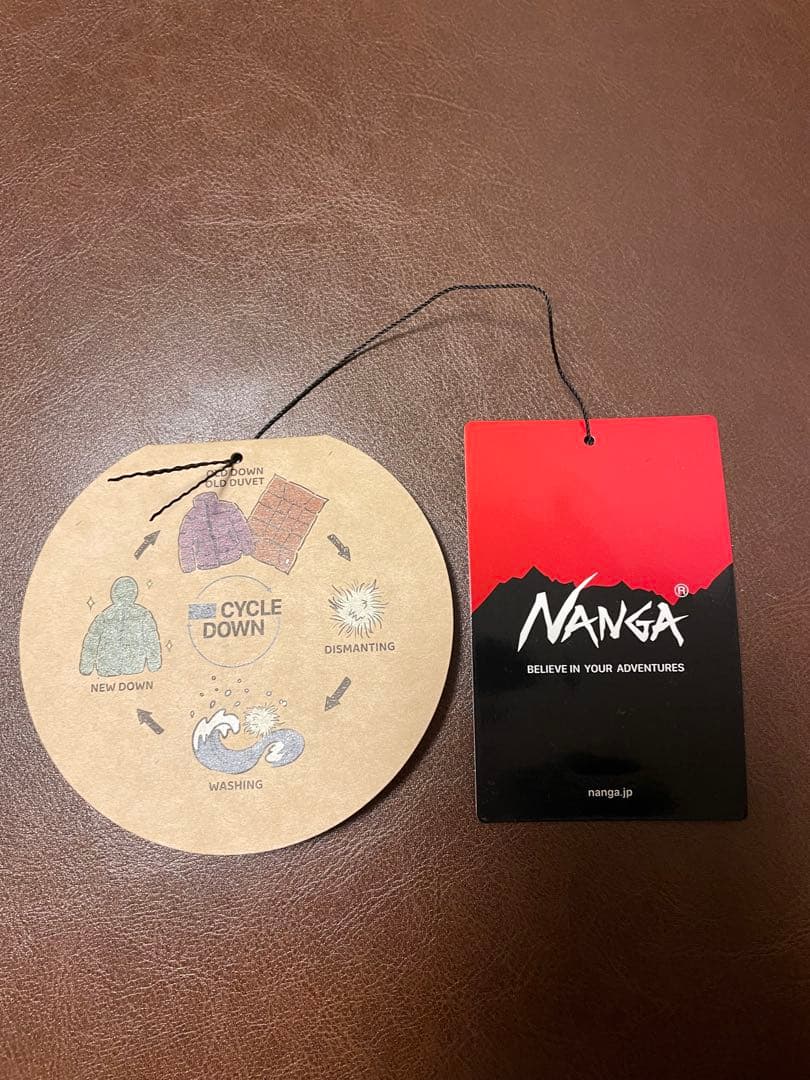 OLD DOWN
OLD DUVET
CYCLE
DOWN
DISMANTING
NEW DOWN
WASHING
NANGA®
BELIEVE IN YOUR ADVENTURES
nanga.jp